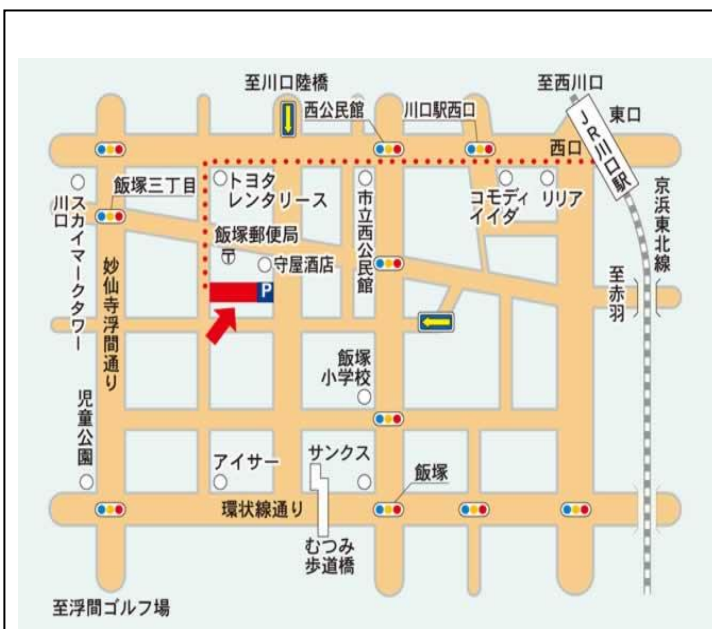 至川口陸橋
至西川口
西公民館
川口駅西口
東口
JR川口駅
西口
飯塚三丁目
トヨタ
レンタリース
コモディ
イイダ
リリア
スカイマークタワー
川口
市立西公民館
京浜東北線
飯塚郵便局
守屋酒店
至赤羽
P
妙仙寺浮間通り
飯塚
小学校
児童公園
アイサー
サンクス
飯塚
環状線通り
むつみ
歩道橋
至浮間ゴルフ場